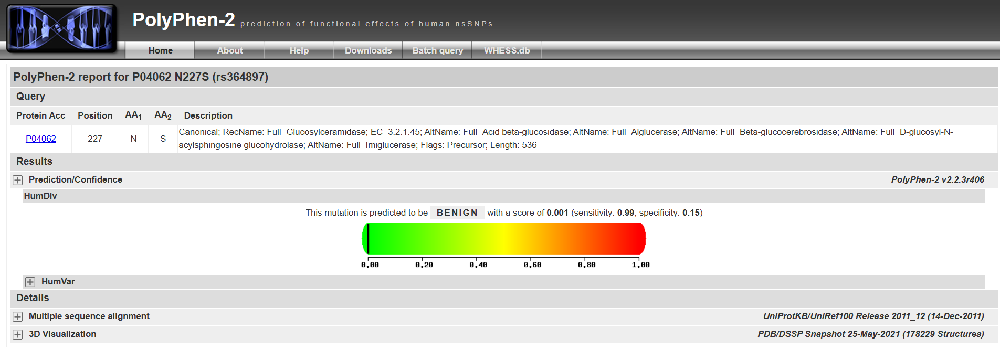 PolyPhen-2 prediction of functional effects of human nsSNPs
Home About Help Downloads Batch query WHESS.db
PolyPhen-2 report for P04062 N227S (rs364897)
Query
Protein Acc Position AA1 AA2 Description
P04062 227 N S Canonical; RecName: Full=Glucosylceramidase; EC=3.2.1.45; AltName: Full=Acid beta-glucosidase; AltName: Full=Alglucerase; AltName: Full=Beta-glucocerebrosidase; AltName: Full=D-glucosyl-N-
acylsphingosine glucohydrolase; AltName: Full=Imiglucerase; Flags: Precursor; Length: 536
Results
Prediction/Confidence PolyPhen-2 v2.2.3r406
HumDiv
This mutation is predicted to be BENIGN with a score of 0.001 (sensitivity: 0.99; specificity: 0.15)
0.00 0.20 0.40 0.60 0.80 1.00
HumVar
Details
Multiple sequence alignment UniProtKB/UniRef100 Release 2011_12 (14-Dec-2011)
3D Visualization PDB/DSSP Snapshot 25-May-2021 (178229 Structures)